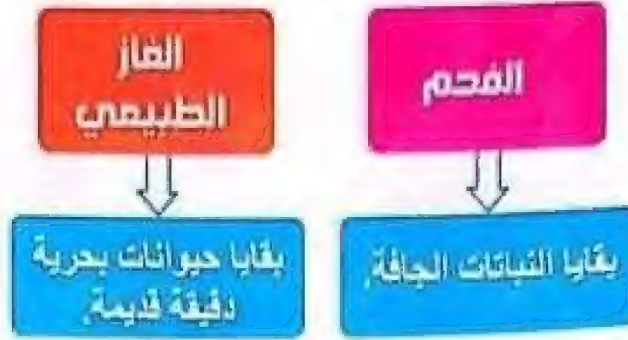 الفحم
بقايا النباتات الجافة.
الغاز
الطبيعي
بقايا حيوانات بحرية
دقيقة قديمة.